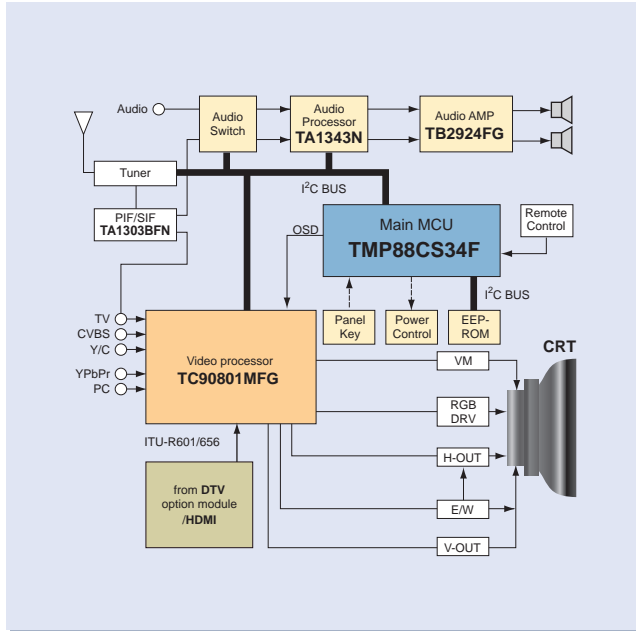 Audio
Audio
Switch
Audio
Processor
TA1343N
Audio AMP
TB2924FG
Tuner
I²C BUS
PIF/SIF
TA1303BFN
OSD
Main MCU
TMP88CS34F
Remote
Control
I²C BUS
TV
CVBS
Y/C
YPbPr
PC
Video processor
TC90801MFG
Panel
Key
Power
Control
EEP-
ROM
CRT
VM
RGB
DRV
ITU-R601/656
H-OUT
from DTV
option module
/HDMI
E/W
V-OUT